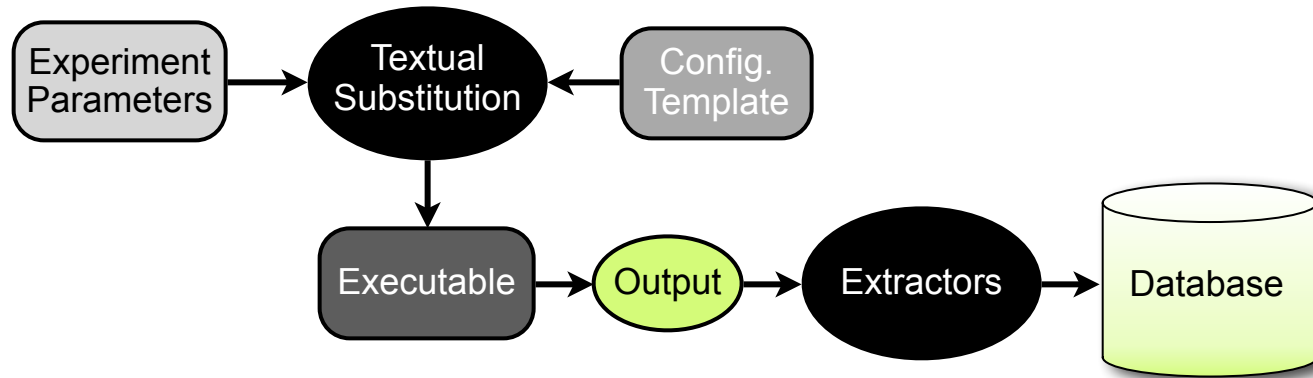 Experiment
Parameters
Textual
Substitution
Config.
Template
Executable
Output
Extractors
Database